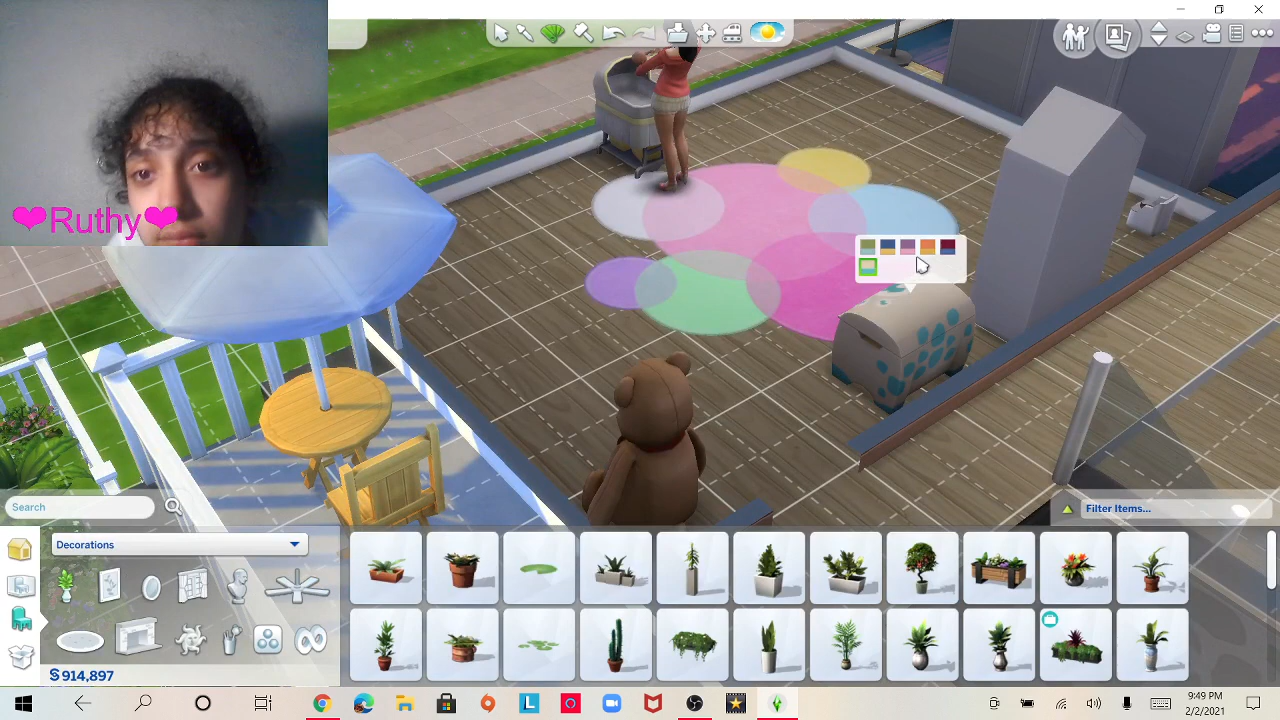 ❤Ruthy❤
Search
Filter Items...
Decorations
§914,897
9:49 PM
2/2/2021